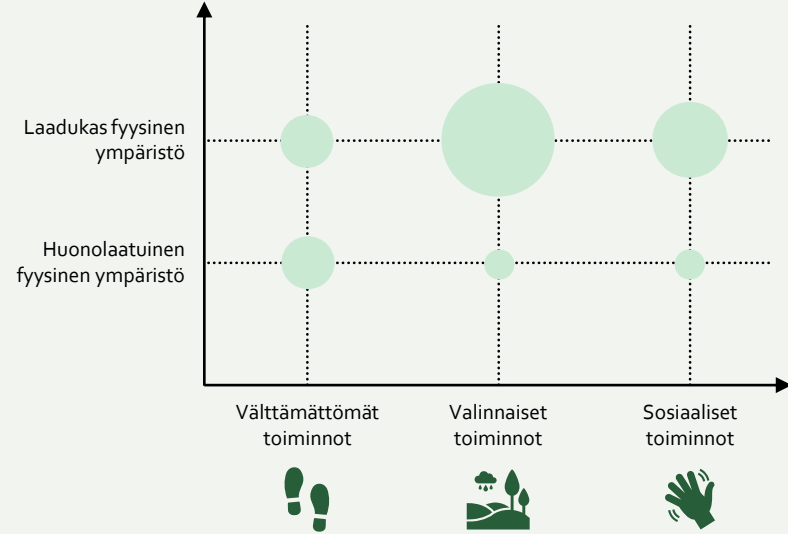 Laadukas fyysinen
ympäristö
Huonolaatuinen
fyysinen ympäristö
Välttämättömät
toiminnot
Valinnaiset
toiminnot
Sosiaaliset
toiminnot